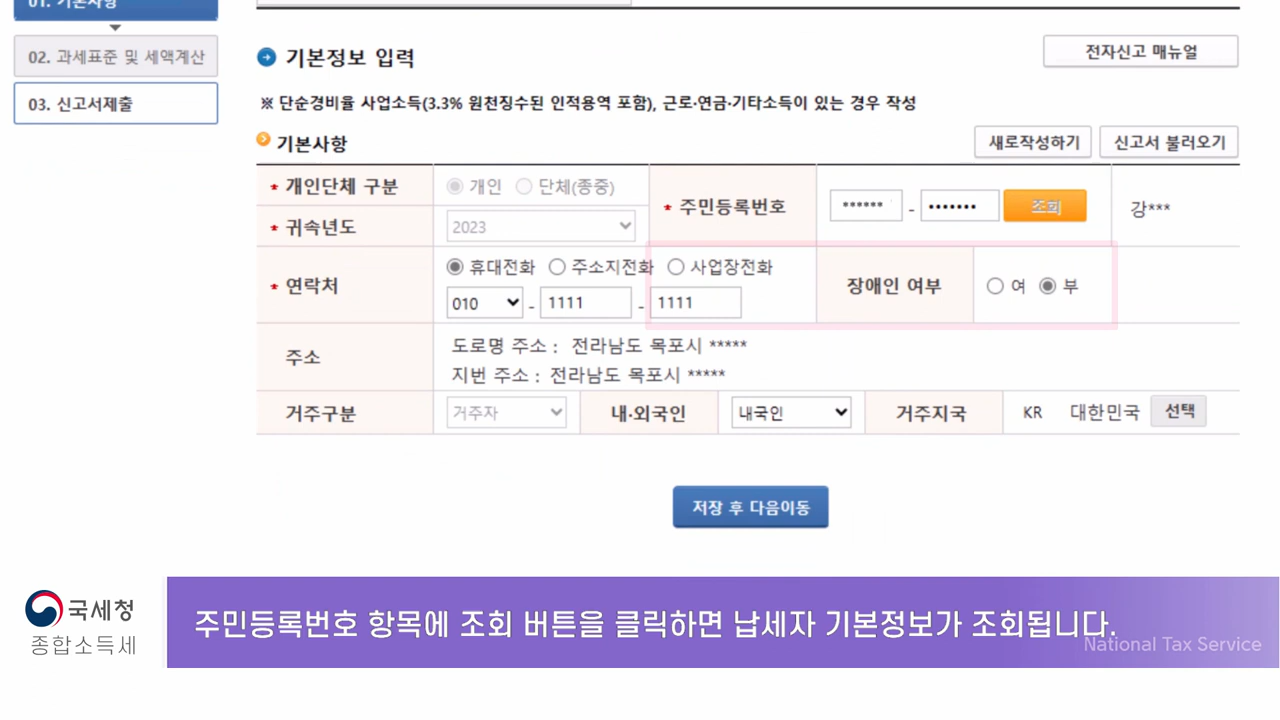 01. 기본사항
02. 과세표준 및 세액계산
03. 신고서제출
기본정보 입력
전자신고 매뉴얼
※ 단순경비율 사업소득(3.3% 원천징수된 인적용역 포함), 근로·연금·기타소득이 있는 경우 작성
기본사항
새로작성하기 신고서 불러오기
* 개인단체 구분 개인 단체(종중)
* 주민등록번호 ****** - ******* 조회 강***
* 귀속년도 2023
* 연락처 휴대전화 주소지전화 사업장전화
010 - 1111 - 1111
장애인 여부 여 부
주소 도로명 주소 : 전라남도 목포시 *****
지번 주소 : 전라남도 목포시 *****
거주구분 거주자 내·외국인 내국인 거주지국 KR 대한민국 선택
저장 후 다음이동
국세청
종합소득세
주민등록번호 항목에 조회 버튼을 클릭하면 납세자 기본정보가 조회됩니다.
National Tax Service